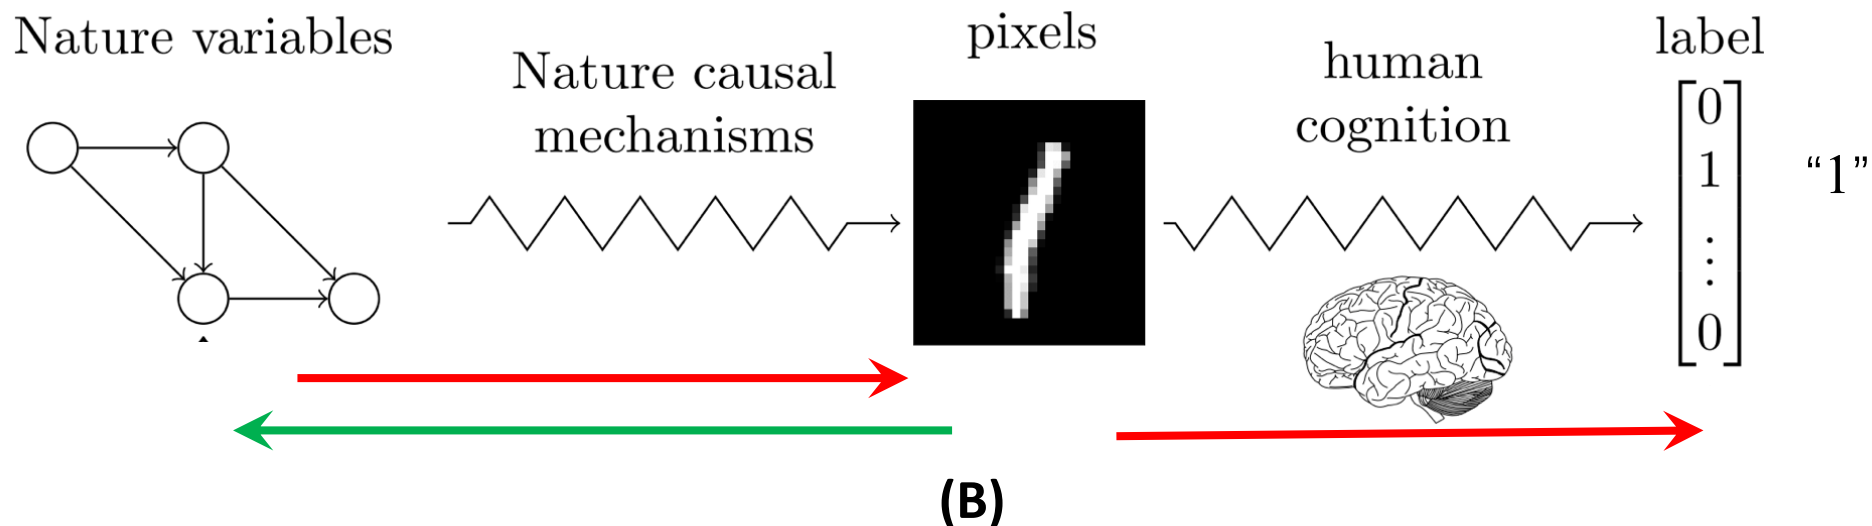 Nature variables
Nature causal
mechanisms
pixels
human
cognition
label
0
1
⋮
0
“1”
(B)